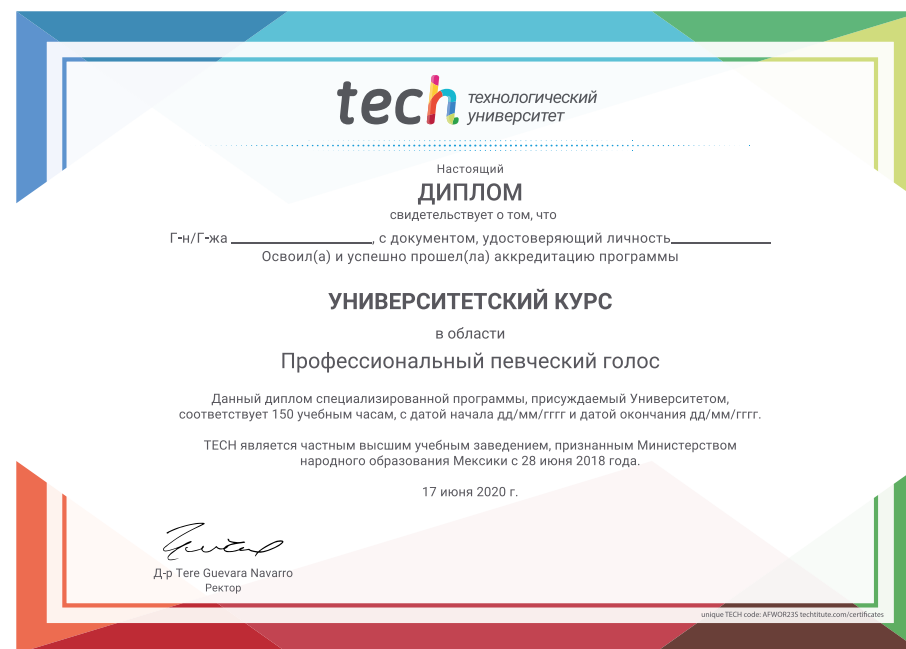 tech технологический
университет
Настоящий
ДИПЛОМ
свидетельствует о том, что
Г-н/Г-жа ____________________, с документом, удостоверяющий личность______________
Освоил(а) и успешно прошел(ла) аккредитацию программы
УНИВЕРСИТЕТСКИЙ КУРС
в области
Профессиональный певческий голос
Данный диплом специализированной программы, присуждаемый Университетом,
соответствует 150 учебным часам, с датой начала дд/мм/гггг и датой окончания дд/мм/гггг.
TECH является частным высшим учебным заведением, признанным Министерством
народного образования Мексики с 28 июня 2018 года.
17 июня 2020 г.
Д-р Tere Guevara Navarro
Ректор
unique TECH code: AFWOR23S techtitute.com/certificates